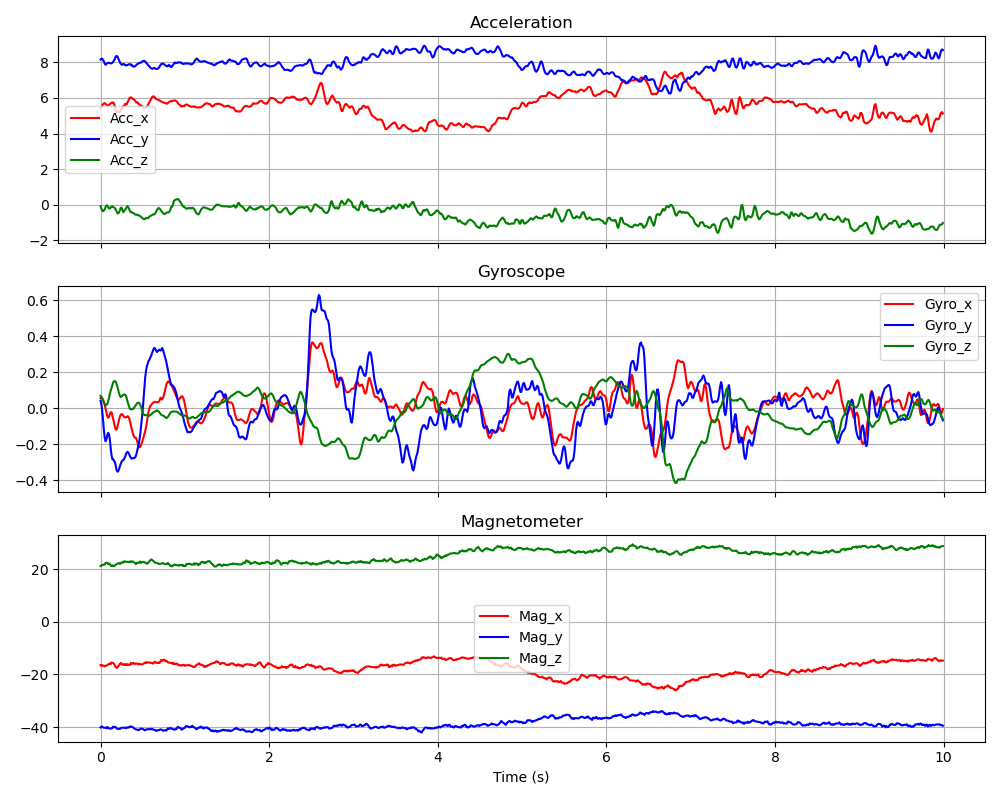 Acceleration
8
6
4
2
0
−2
Acc_x
Acc_y
Acc_z
Gyroscope
0.6
0.4
0.2
0.0
−0.2
−0.4
Gyro_x
Gyro_y
Gyro_z
Magnetometer
20
0
−20
−40
Mag_x
Mag_y
Mag_z
0 2 4 6 8 10
Time (s)